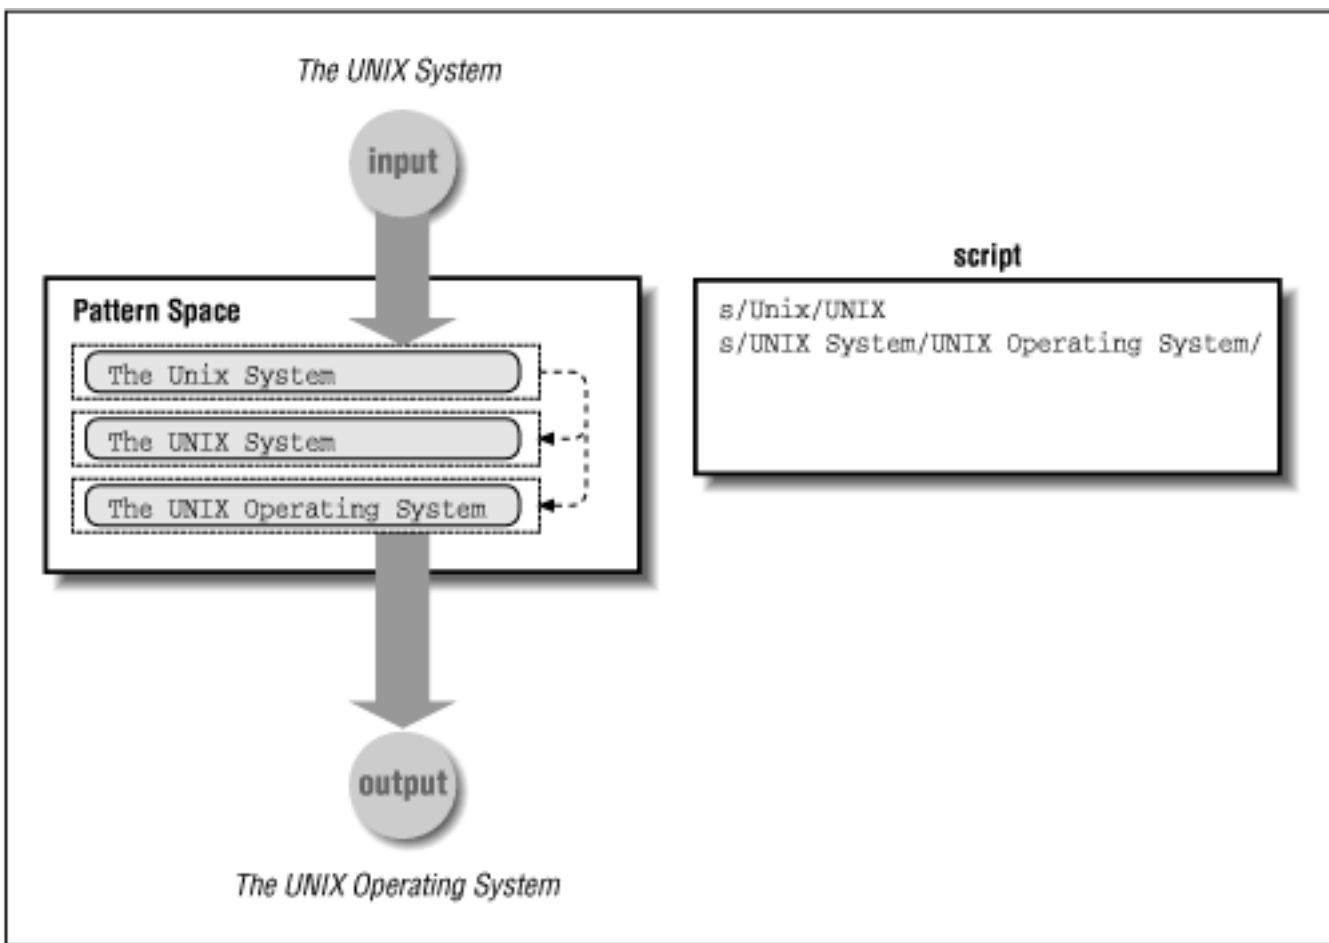 The UNIX System
input
Pattern Space
The Unix System
The UNIX System
The UNIX Operating System
output
The UNIX Operating System
script
s/Unix/UNIX
s/UNIX System/UNIX Operating System/